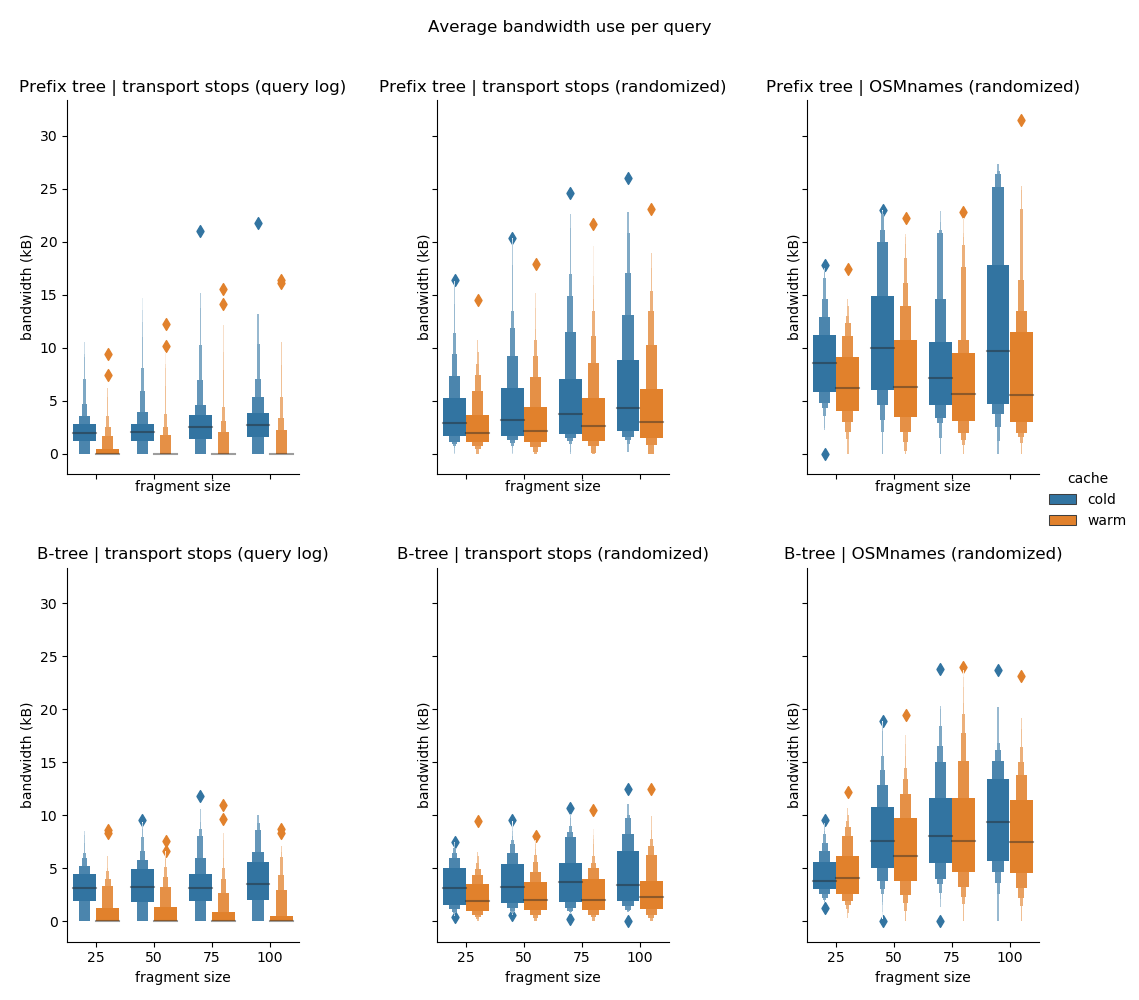 Average bandwidth use per query
Prefix tree | transport stops (query log)
Prefix tree | transport stops (randomized)
Prefix tree | OSMnames (randomized)
30
25
20
15
10
5
0
bandwidth (kB)
bandwidth (kB)
bandwidth (kB)
fragment size
fragment size
fragment size
cache
cold
warm
B-tree | transport stops (query log)
B-tree | transport stops (randomized)
B-tree | OSMnames (randomized)
30
25
20
15
10
5
0
bandwidth (kB)
bandwidth (kB)
bandwidth (kB)
25 50 75 100
25 50 75 100
25 50 75 100
fragment size
fragment size
fragment size